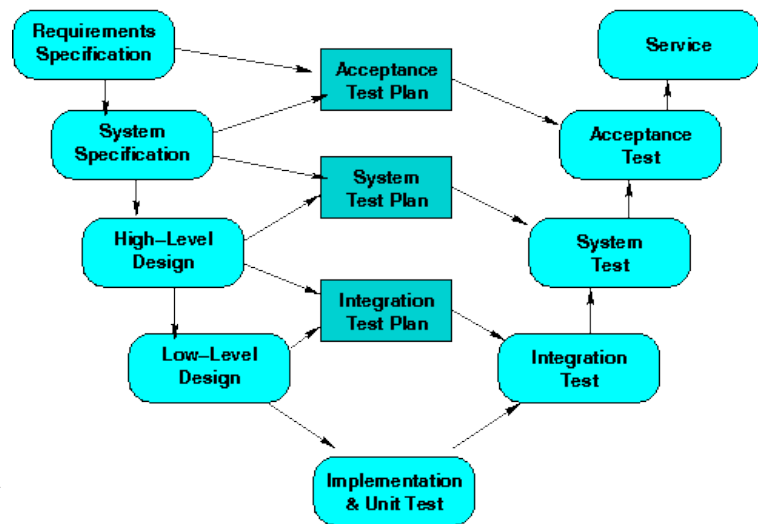 Requirements
Specification
Service
Acceptance
Test Plan
System
Specification
Acceptance
Test
System
Test Plan
High–Level
Design
System
Test
Integration
Test Plan
Low–Level
Design
Integration
Test
Implementation
& Unit Test